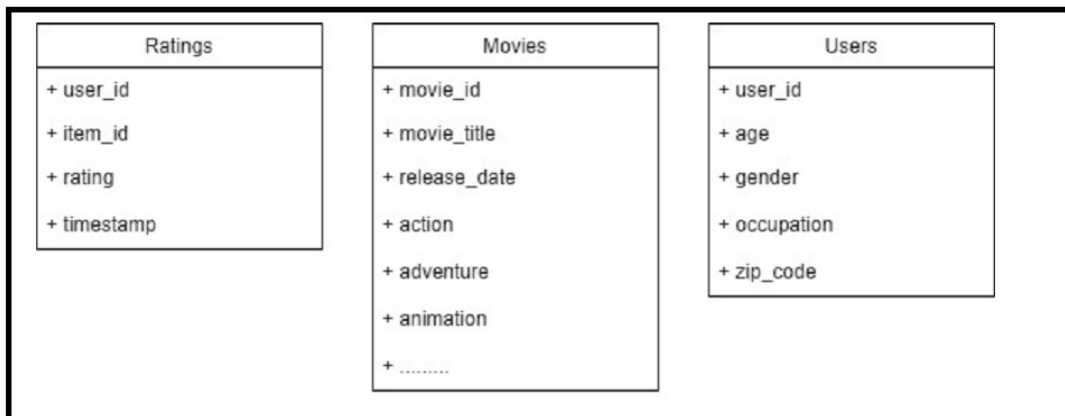 Ratings
+ user_id
+ item_id
+ rating
+ timestamp
Movies
+ movie_id
+ movie_title
+ release_date
+ action
+ adventure
+ animation
+ .........
Users
+ user_id
+ age
+ gender
+ occupation
+ zip_code